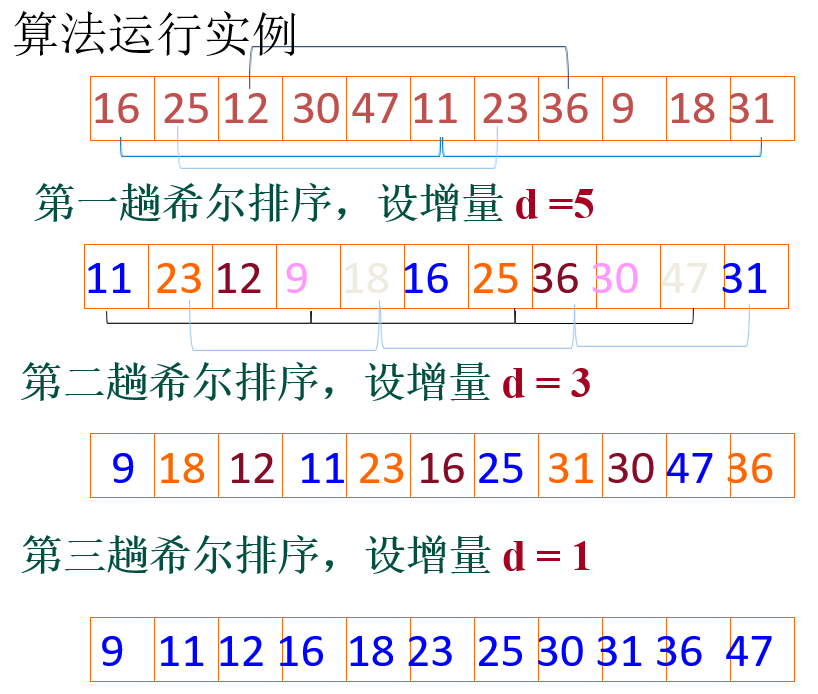 算法运行实例
16 25 12 30 47 11 23 36 9 18 31
第一趟希尔排序，设增量 d =5
11 23 12 9 18 16 25 36 30 47 31
第二趟希尔排序，设增量 d = 3
9 18 12 11 23 16 25 31 30 47 36
第三趟希尔排序，设增量 d = 1
9 11 12 16 18 23 25 30 31 36 47